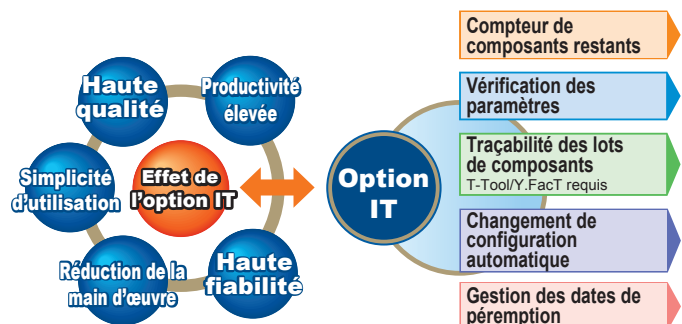 Haute
qualité
Productivité
élevée
Simplicité
d'utilisation
Effet de
l'option IT
Réduction de la
main d'œuvre
Haute
fiabilité
Option
IT
Compteur de
composants restants
Vérification des
paramètres
Traçabilité des lots
de composants
T-Tool/Y.FacT requis
Changement de
configuration
automatique
Gestion des dates de
péremption